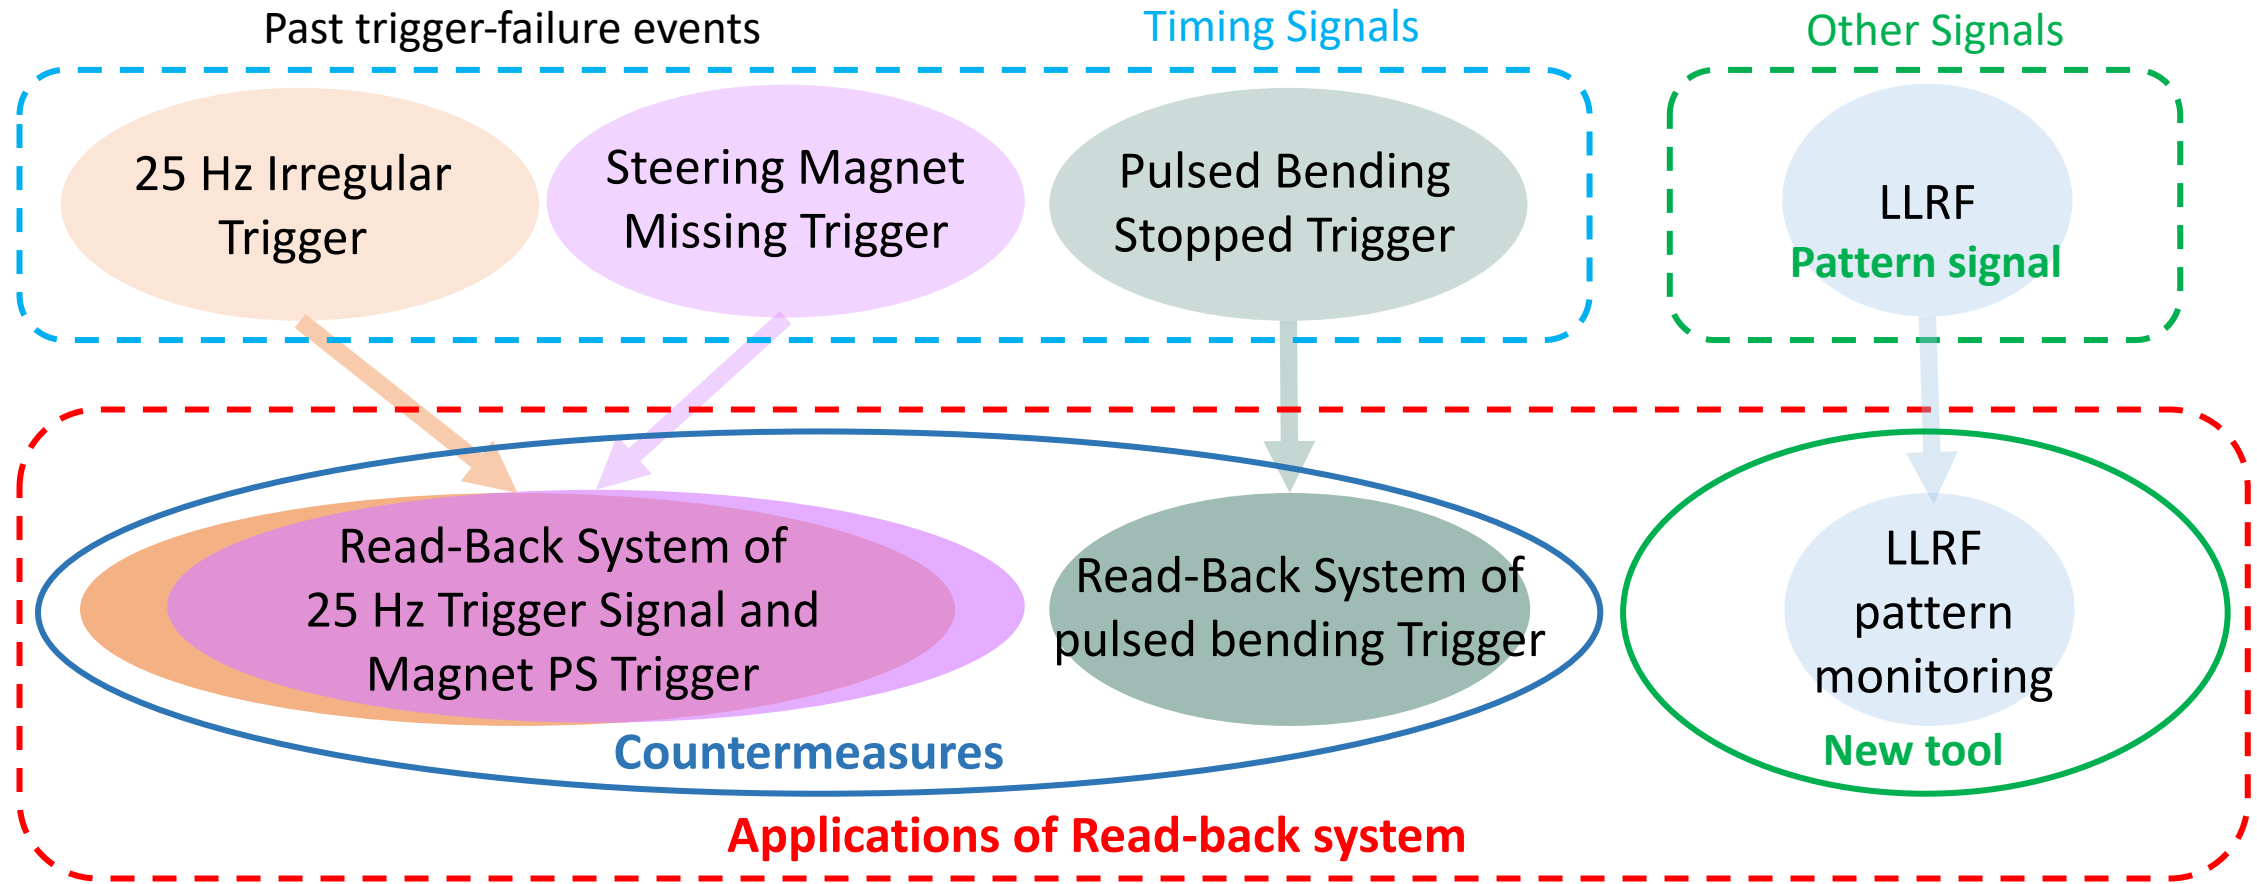 Past trigger-failure events
Timing Signals
Other Signals
25 Hz Irregular
Trigger
Steering Magnet
Missing Trigger
Pulsed Bending
Stopped Trigger
LLRF
Pattern signal
Read-Back System of
25 Hz Trigger Signal and
Magnet PS Trigger
Read-Back System of
pulsed bending Trigger
LLRF
pattern
monitoring
Countermeasures
New tool
Applications of Read-back system